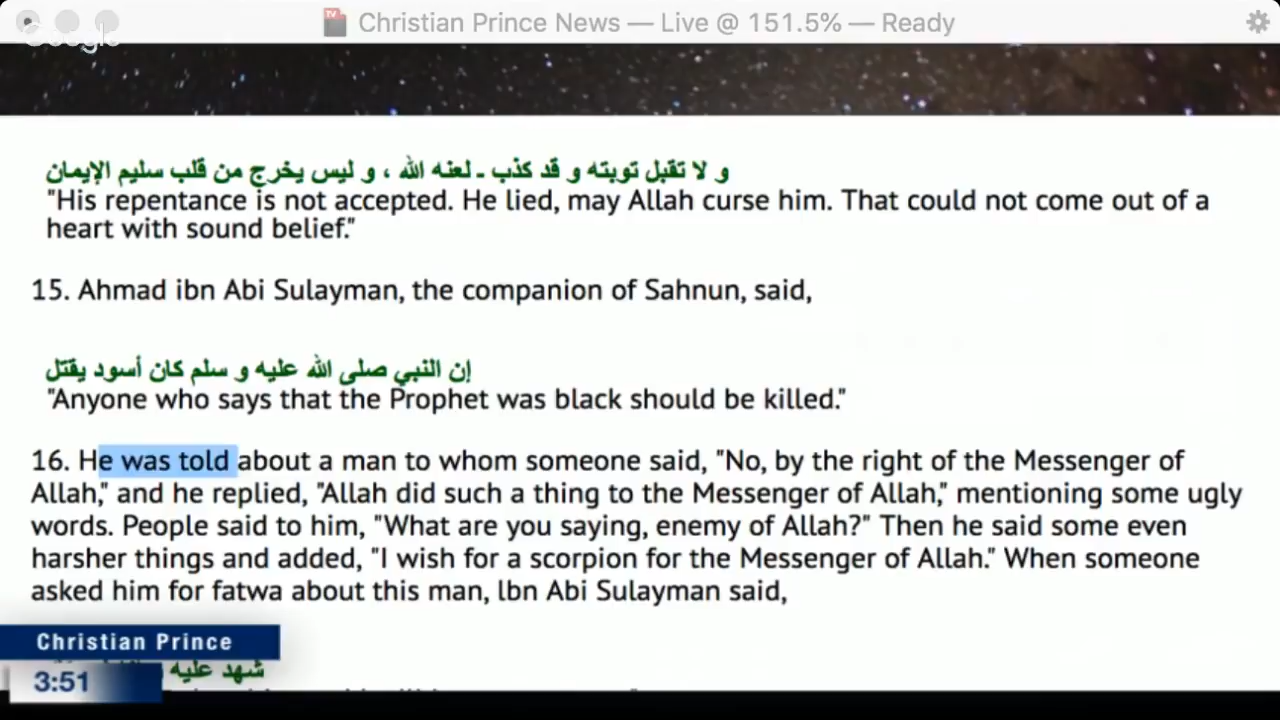 Christian Prince News — Live @ 151.5% — Ready
Google
و لا تقبل توبته و قد كذب ـ لعنه الله ، و ليس يخرج من قلب سليم الإيمان
"His repentance is not accepted. He lied, may Allah curse him. That could not come out of a
heart with sound belief."
15. Ahmad ibn Abi Sulayman, the companion of Sahnun, said,
إن النبي صلى الله عليه و سلم كان أسود يقتل
"Anyone who says that the Prophet was black should be killed."
16. He was told about a man to whom someone said, "No, by the right of the Messenger of
Allah," and he replied, "Allah did such a thing to the Messenger of Allah," mentioning some ugly
words. People said to him, "What are you saying, enemy of Allah?" Then he said some even
harsher things and added, "I wish for a scorpion for the Messenger of Allah." When someone
asked him for fatwa about this man, lbn Abi Sulayman said,
Christian Prince
شهد عليه
3:51